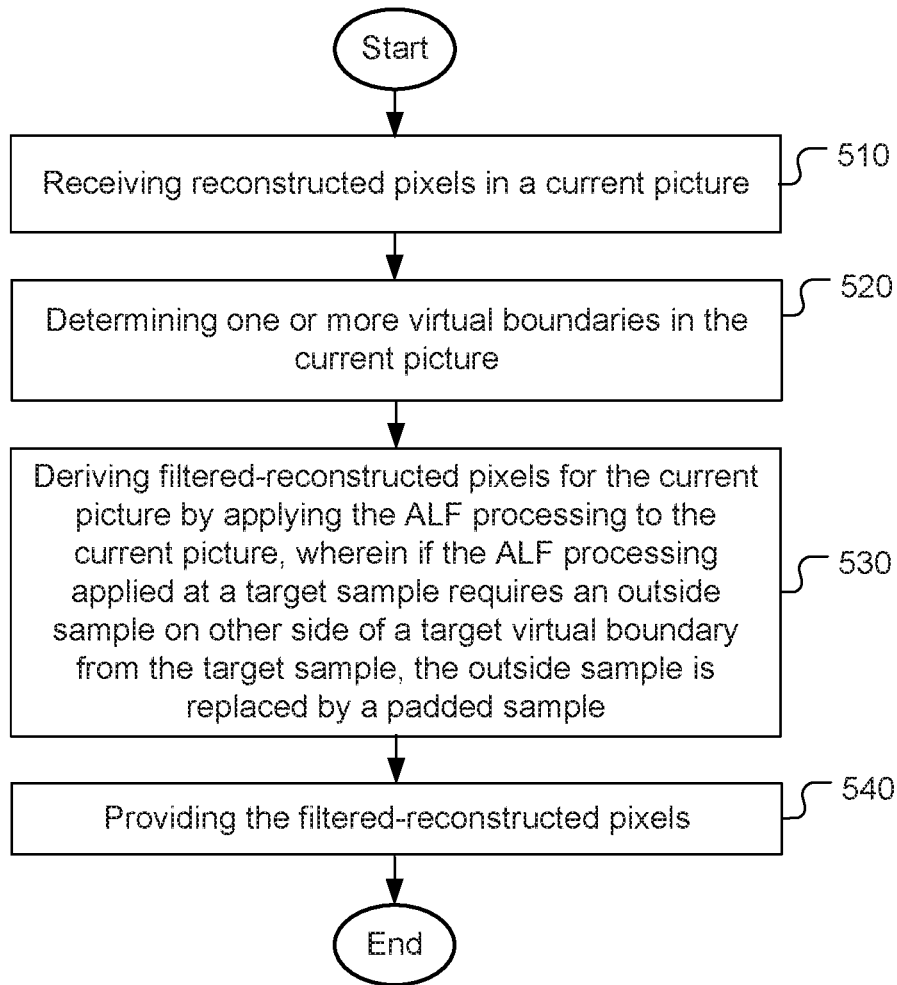 Start
Receiving reconstructed pixels in a current picture
510
Determining one or more virtual boundaries in the
current picture
520
Deriving filtered-reconstructed pixels for the current
picture by applying the ALF processing to the
current picture, wherein if the ALF processing
applied at a target sample requires an outside
sample on other side of a target virtual boundary
from the target sample, the outside sample is
replaced by a padded sample
530
Providing the filtered-reconstructed pixels
540
End